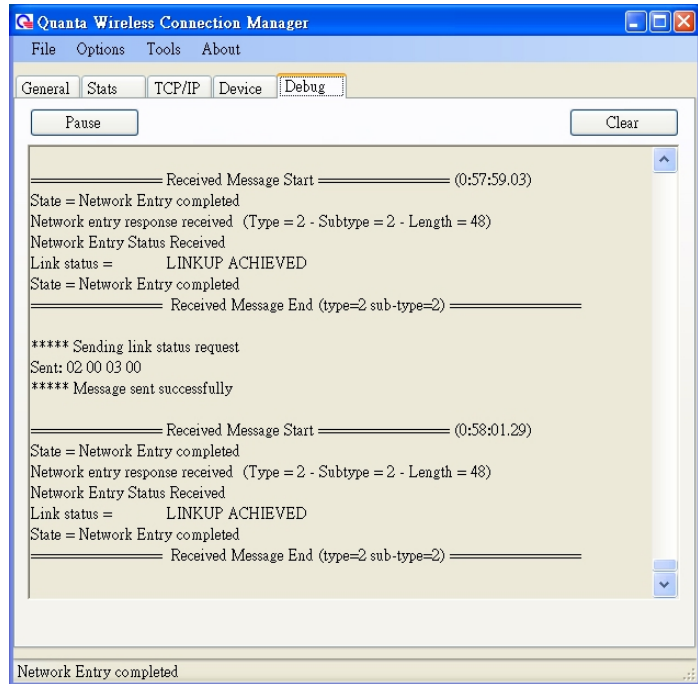 Quanta Wireless Connection Manager
File Options Tools About
General Stats TCP/IP Device Debug
Pause Clear
================ Received Message Start ================ (0:57:59.03)
State = Network Entry completed
Network entry response received (Type = 2 - Subtype = 2 - Length = 48)
Network Entry Status Received
Link status = LINKUP ACHIEVED
State = Network Entry completed
================ Received Message End (type=2 sub-type=2) ================
***** Sending link status request
Sent: 02 00 03 00
***** Message sent successfully
================ Received Message Start ================ (0:58:01.29)
State = Network Entry completed
Network entry response received (Type = 2 - Subtype = 2 - Length = 48)
Network Entry Status Received
Link status = LINKUP ACHIEVED
State = Network Entry completed
================ Received Message End (type=2 sub-type=2) ================
Network Entry completed